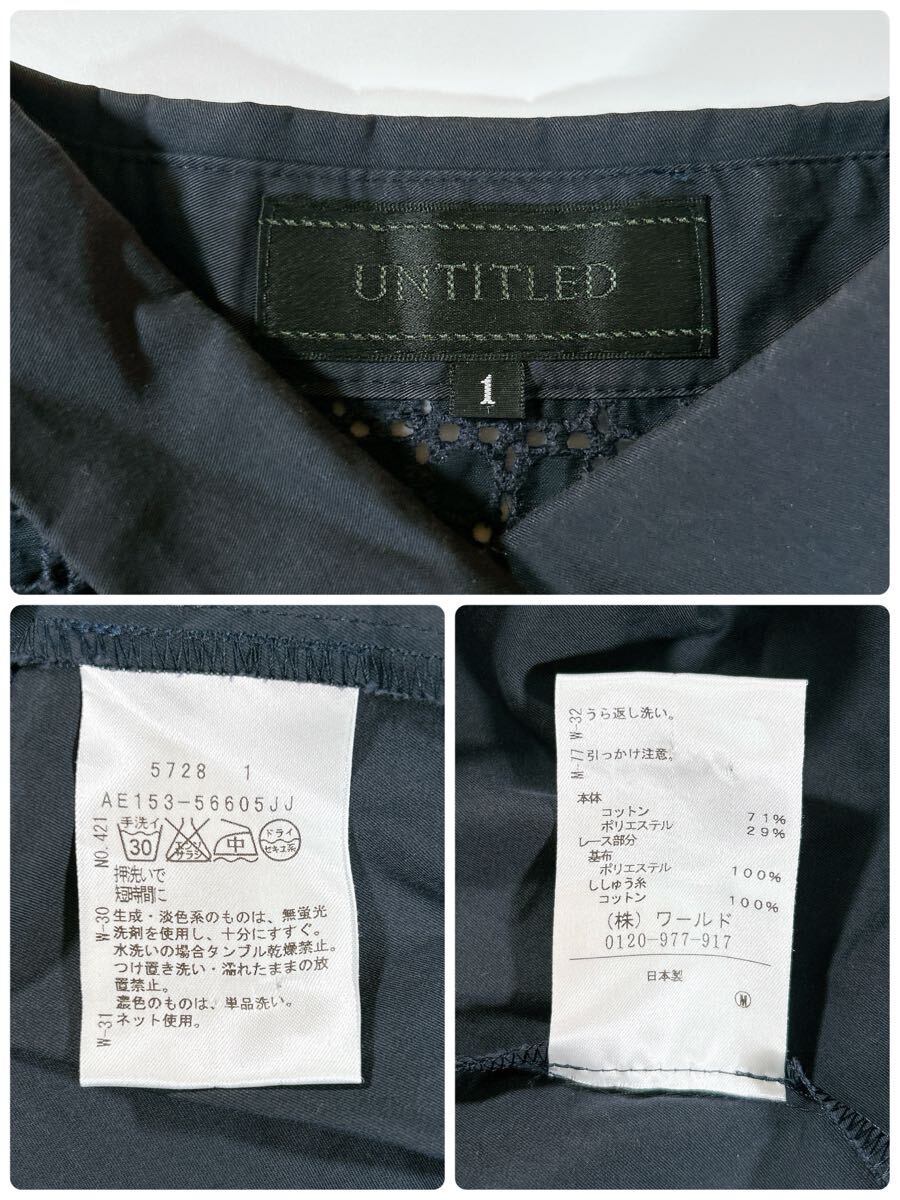 UNTITLED
1
5728 1
AE153-56605JJ
NO.421
手洗イ
30
エンソ
サラシ
中
ドライ
セキユ系
押洗いで
短時間に
W-30 生成・淡色系のものは、無蛍光
洗剤を使用し、十分にすすぐ。
水洗いの場合タンブル乾燥禁止。
つけ置き洗い・濡れたままの放
置禁止。
濃色のものは、単品洗い。
W-31 ネット使用。
W-32 うら返し洗い。
M-77 引っかけ注意。
本体
コットン 71%
ポリエステル 29%
レース部分
基布
ポリエステル 100%
ししゅう糸
コットン 100%
(株) ワールド
0120-977-917
日本製
M